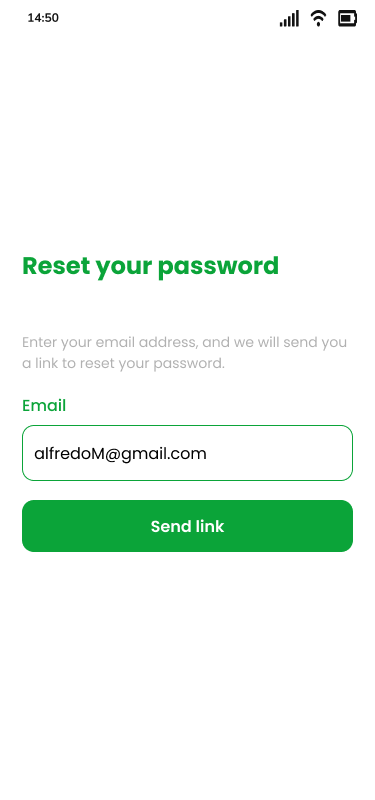 14:50
Reset your password
Enter your email address, and we will send you
a link to reset your password.
Email
alfredoM@gmail.com
Send link